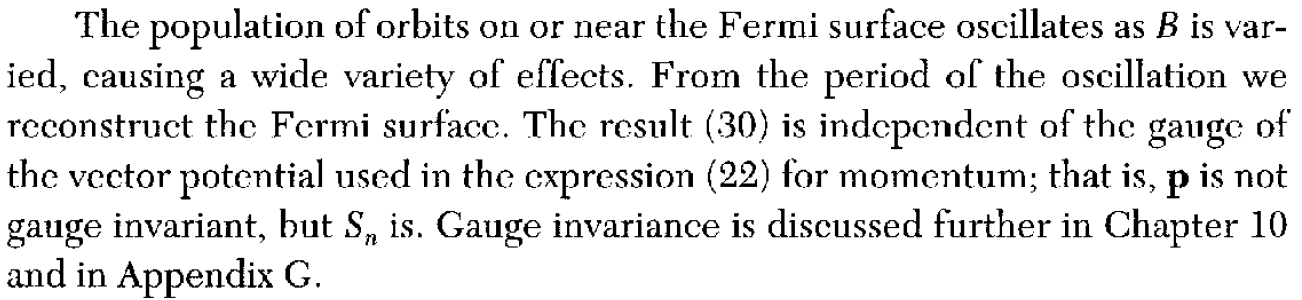 The population of orbits on or near the Fermi surface oscillates as B is var-
ied, causing a wide variety of effects. From the period of the oscillation we
reconstruct the Fermi surface. The result (30) is independent of the gauge of
the vector potential used in the expression (22) for momentum; that is, p is not
gauge invariant, but Sₙ is. Gauge invariance is discussed further in Chapter 10
and in Appendix G.